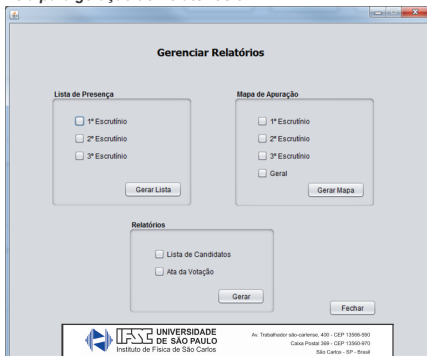 Gerenciar Relatórios
Lista de Presença
1º Escrutínio
2º Escrutínio
3º Escrutínio
Gerar Lista
Mapa de Apuração
1º Escrutínio
2º Escrutínio
3º Escrutínio
Geral
Gerar Mapa
Relatórios
Lista de Candidatos
Ata da Votação
Gerar
Fechar
IFSC UNIVERSIDADE
DE SÃO PAULO
Instituto de Física de São Carlos
Av. Trabalhador são-carlense, 400 - CEP 13566-590
Caixa Postal 369 - CEP 13560-970
São Carlos - SP - Brasil